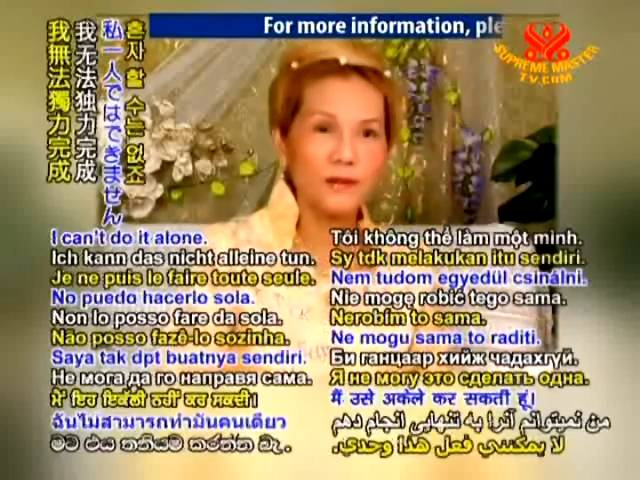 For more information, ple
SUPREME MASTER
TV.COM
我無法獨力完成
我无法独力完成
私一人ではできません
혼자 할 수는 없죠
I can't do it alone.
Ich kann das nicht alleine tun.
Je ne puis le faire toute seule.
No puedo hacerlo sola.
Non lo posso fare da sola.
Não posso fazê-lo sozinha.
Saya tak dpt buatnya sendiri.
Не мога да го направя сама.
ਮੈਂ ਇਹ ਇਕੱਲੀ ਨਹੀਂ ਕਰ ਸਕਦੀ।
ฉันไม่สามารถทำมันคนเดียว
මට එය තනියම කරන්න බැ.
Tôi không thể làm một mình.
Sy tdk melakukan itu sendiri.
Nem tudom egyedül csinálni.
Nie mogę robić tego sama.
Nerobím to sama.
Ne mogu sama to raditi.
Би ганцаар хийж чадахгүй.
Я не могу это сделать одна.
मैं उसे अकेले कर सकती हूं।
من نمیتوانم آنرا به تنهایی انجام دهم
لا يمكنني فعل هذا وحدي.